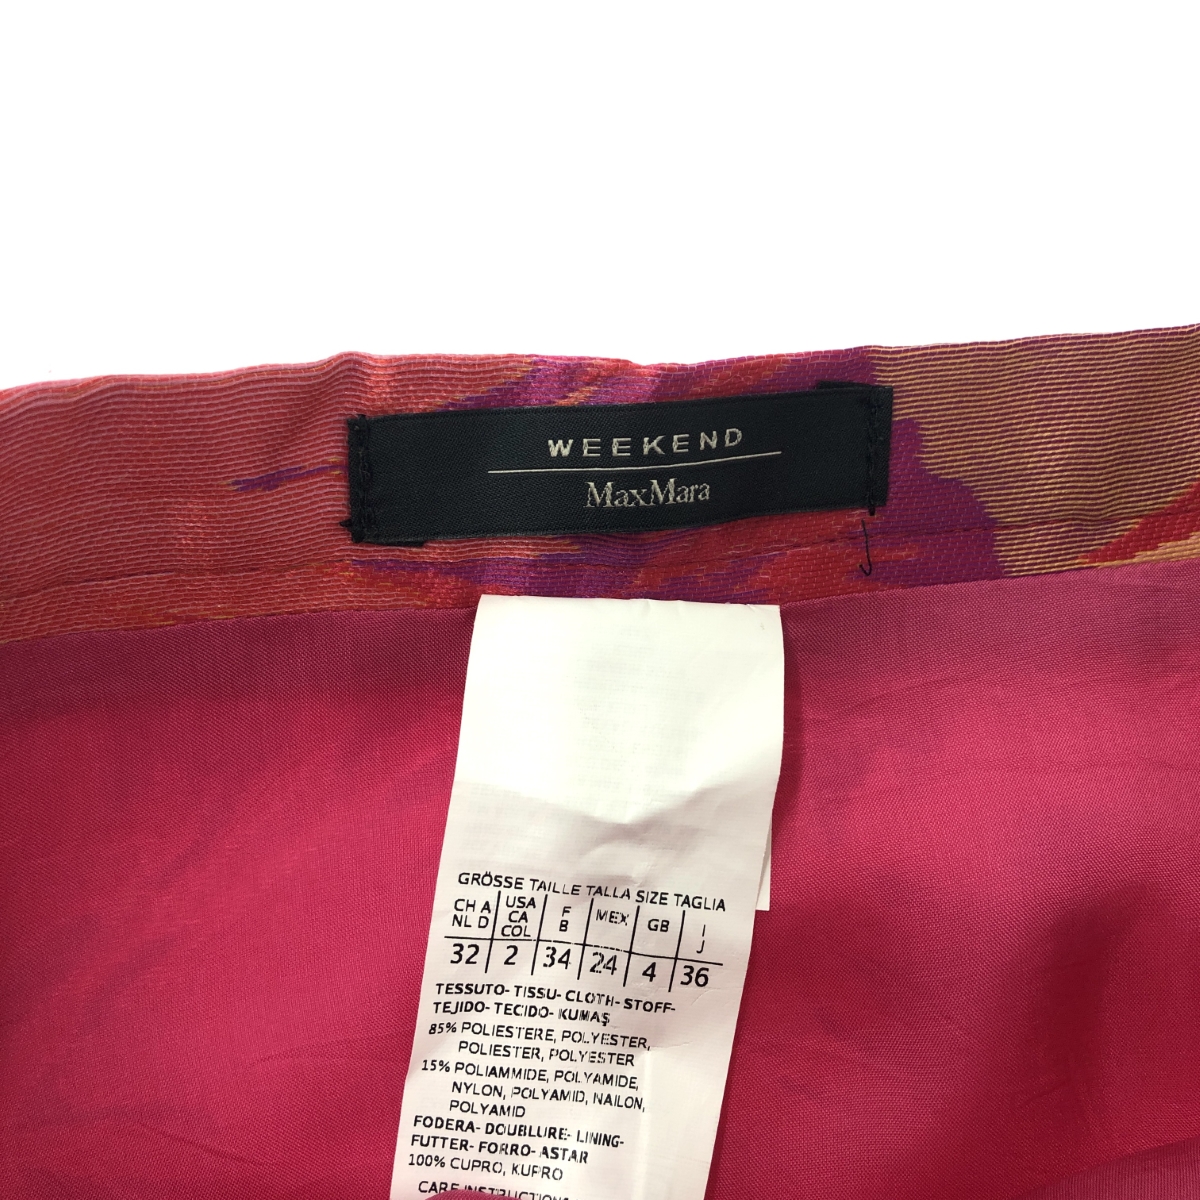 WEEKEND
MaxMara
GRÖSSE TAILLE TALLA SIZE TAGLIA
CH A NL D USA CA COL F B MEX GB I J
32 2 34 24 4 36
TESSUTO- TISSU- CLOTH- STOFF-
TEJIDO- TECIDO- KUMAŞ
85% POLIESTERE, POLYESTER,
POLIESTER, POLYESTER
15% POLIAMMIDE, POLYAMIDE,
NYLON, POLYAMID, NAILON,
POLYAMID
FODERA- DOUBLURE- LINING-
FUTTER- FORRO- ASTAR
100% CUPRO, KUPRO
CARE INSTRUCTIONS